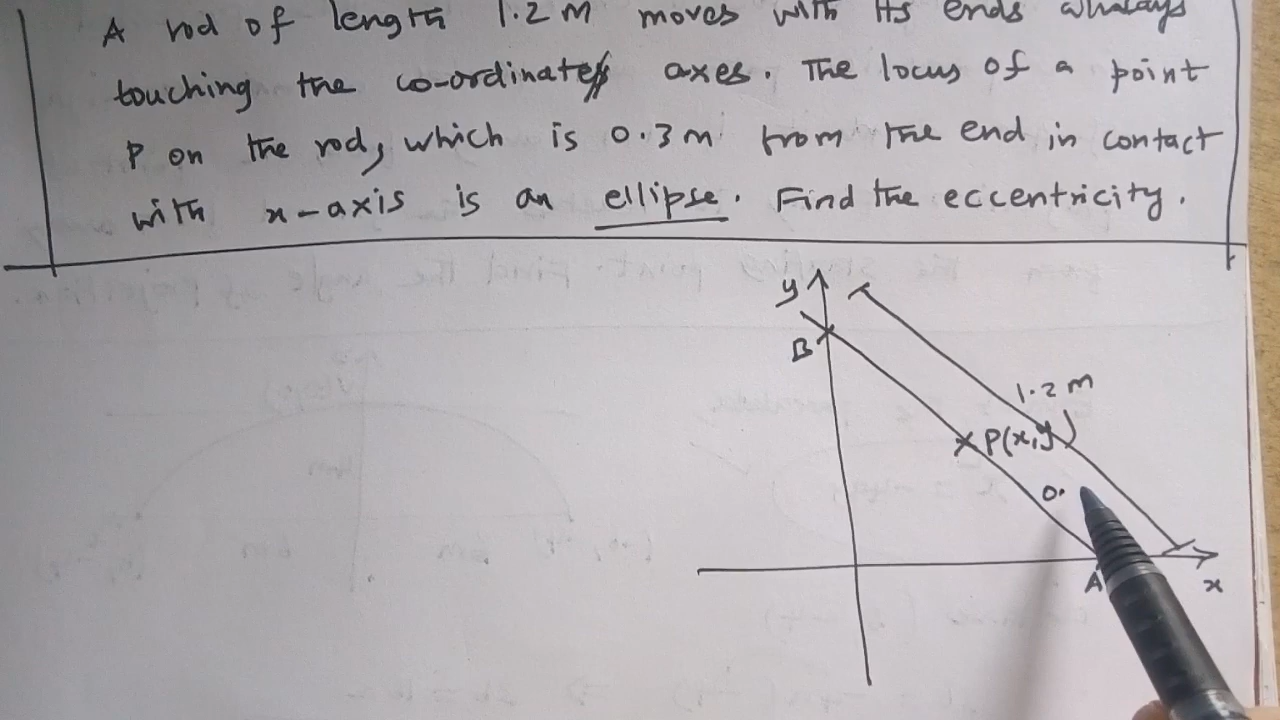 A rod of length 1.2 M moves with its ends always
touching the co-ordinates axes. The locus of a point
P on the rod, which is 0.3 m from the end in contact
with x-axis is an ellipse. Find the eccentricity.
y
B
1.2 M
P(x,y)
0.
A
x